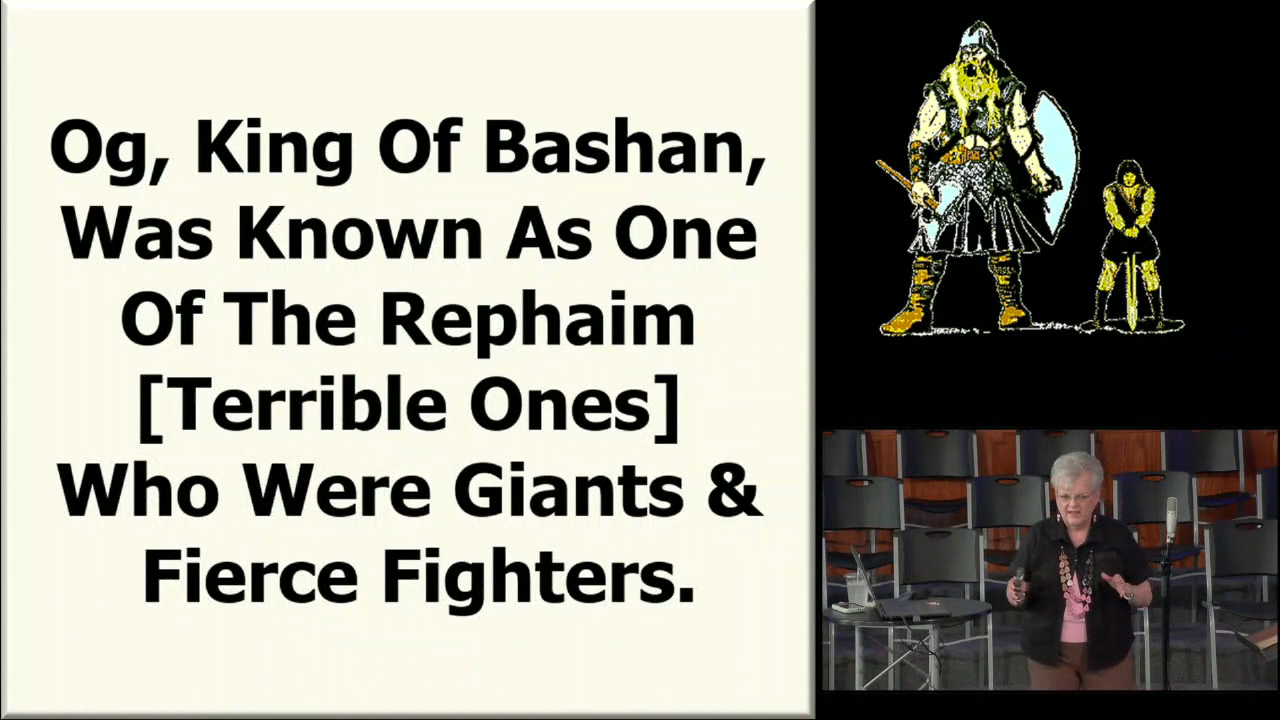 Og, King Of Bashan,
Was Known As One
Of The Rephaim
[Terrible Ones]
Who Were Giants &
Fierce Fighters.